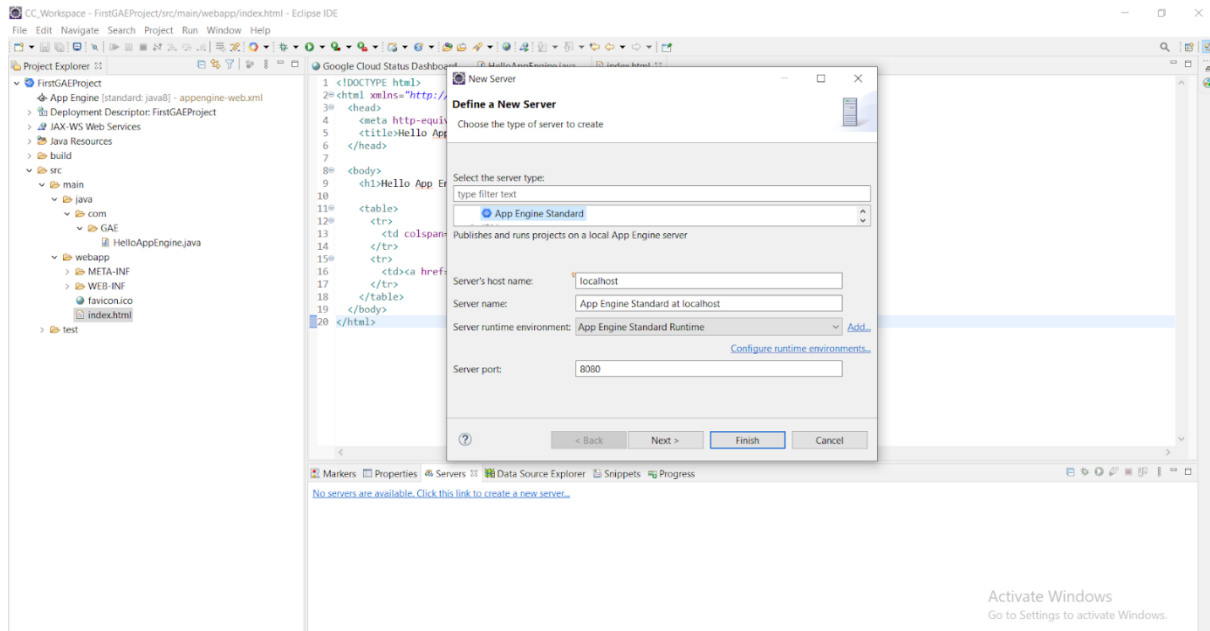 CC_Workspace - FirstGAEProject/src/main/webapp/index.html - Eclipse IDE
File Edit Navigate Search Project Run Window Help
Project Explorer
FirstGAEProject
App Engine [standard: java8] - appengine-web.xml
Deployment Descriptor: FirstGAEProject
JAX-WS Web Services
Java Resources
build
src
main
java
com
GAE
HelloAppEngine.java
webapp
META-INF
WEB-INF
favicon.ico
index.html
test
Google Cloud Status Dashboard HelloAppEngine.java index.html
1 <!DOCTYPE html>
2 <html xmlns="http:/
3 <head>
4 <meta http-equiv
5 <title>Hello App
6 </head>
7
8 <body>
9 <h1>Hello App En
10
11 <table>
12 <tr>
13 <td colspan=
14 </tr>
15 <tr>
16 <td><a href=
17 </tr>
18 </table>
19 </body>
20 </html>
New Server
Define a New Server
Choose the type of server to create
Select the server type:
type filter text
App Engine Standard
Publishes and runs projects on a local App Engine server
Server's host name: localhost
Server name: App Engine Standard at localhost
Server runtime environment: App Engine Standard Runtime Add...
Configure runtime environments...
Server port: 8080
< Back Next > Finish Cancel
Markers Properties Servers Data Source Explorer Snippets Progress
No servers are available. Click this link to create a new server...
Activate Windows
Go to Settings to activate Windows.